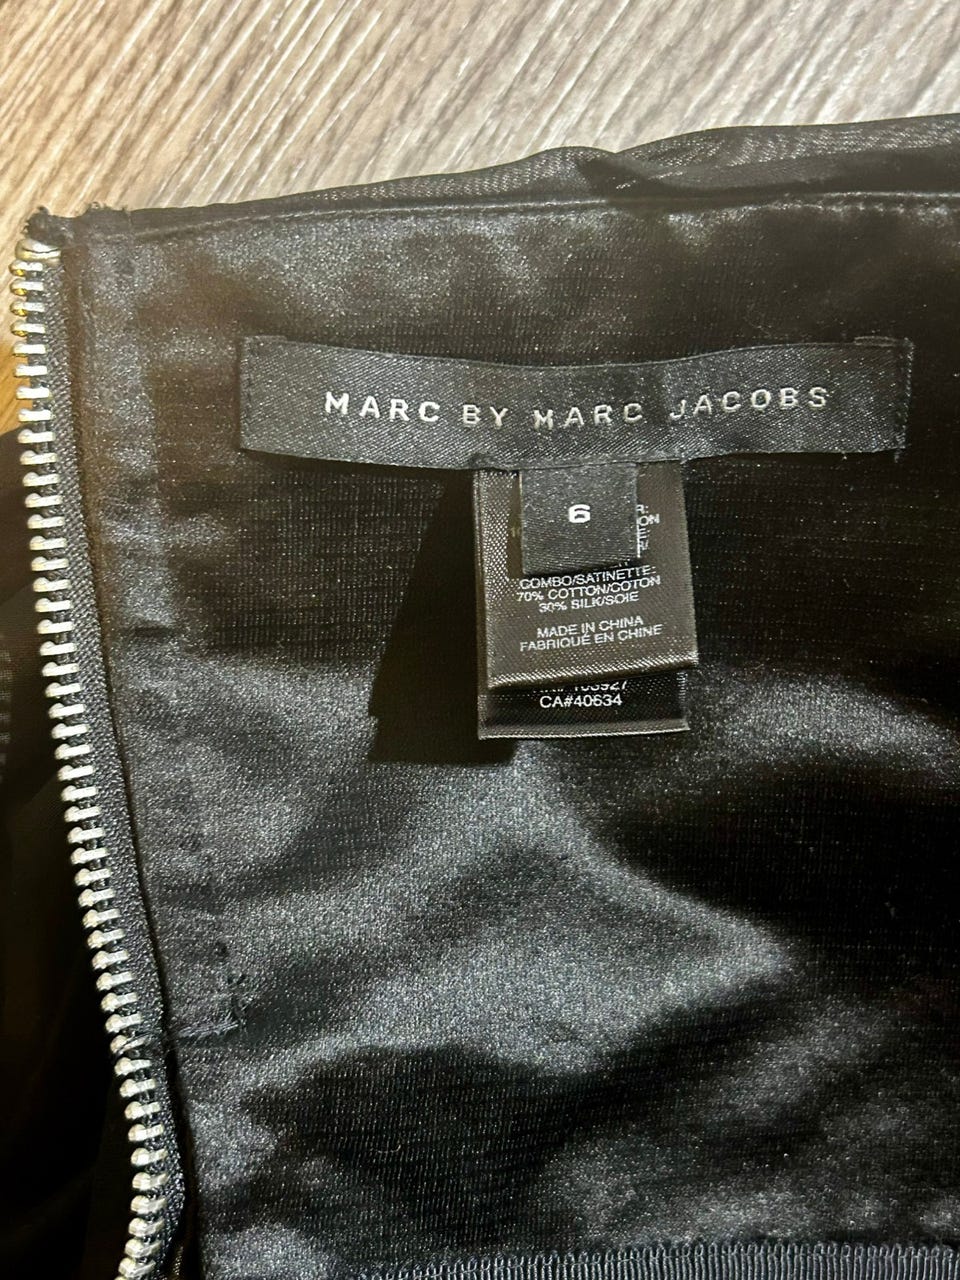 MARC BY MARC JACOBS
6
COMBO/SATINETTE:
70% COTTON/COTON
30% SILK/SOIE
MADE IN CHINA
FABRIQUÉ EN CHINE
CA#40634